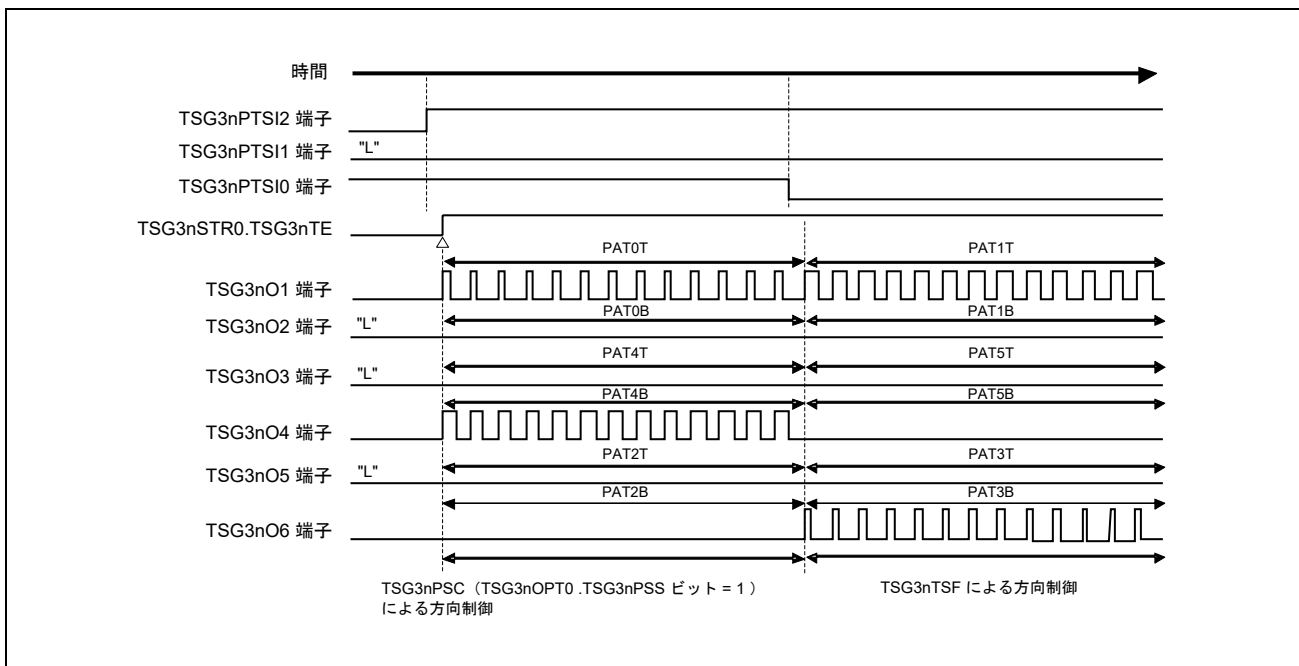 時間
TSG3nPTSI2 端子
TSG3nPTSI1 端子 "L"
TSG3nPTSI0 端子
TSG3nSTR0.TSG3nTE
PAT0T PAT1T
TSG3nO1 端子
PAT0B PAT1B
TSG3nO2 端子 "L"
PAT4T PAT5T
TSG3nO3 端子 "L"
PAT4B PAT5B
TSG3nO4 端子
PAT2T PAT3T
TSG3nO5 端子 "L"
PAT2B PAT3B
TSG3nO6 端子
TSG3nPSC（TSG3nOPT0 .TSG3nPSS ビット = 1 ）
による方向制御
TSG3nTSF による方向制御